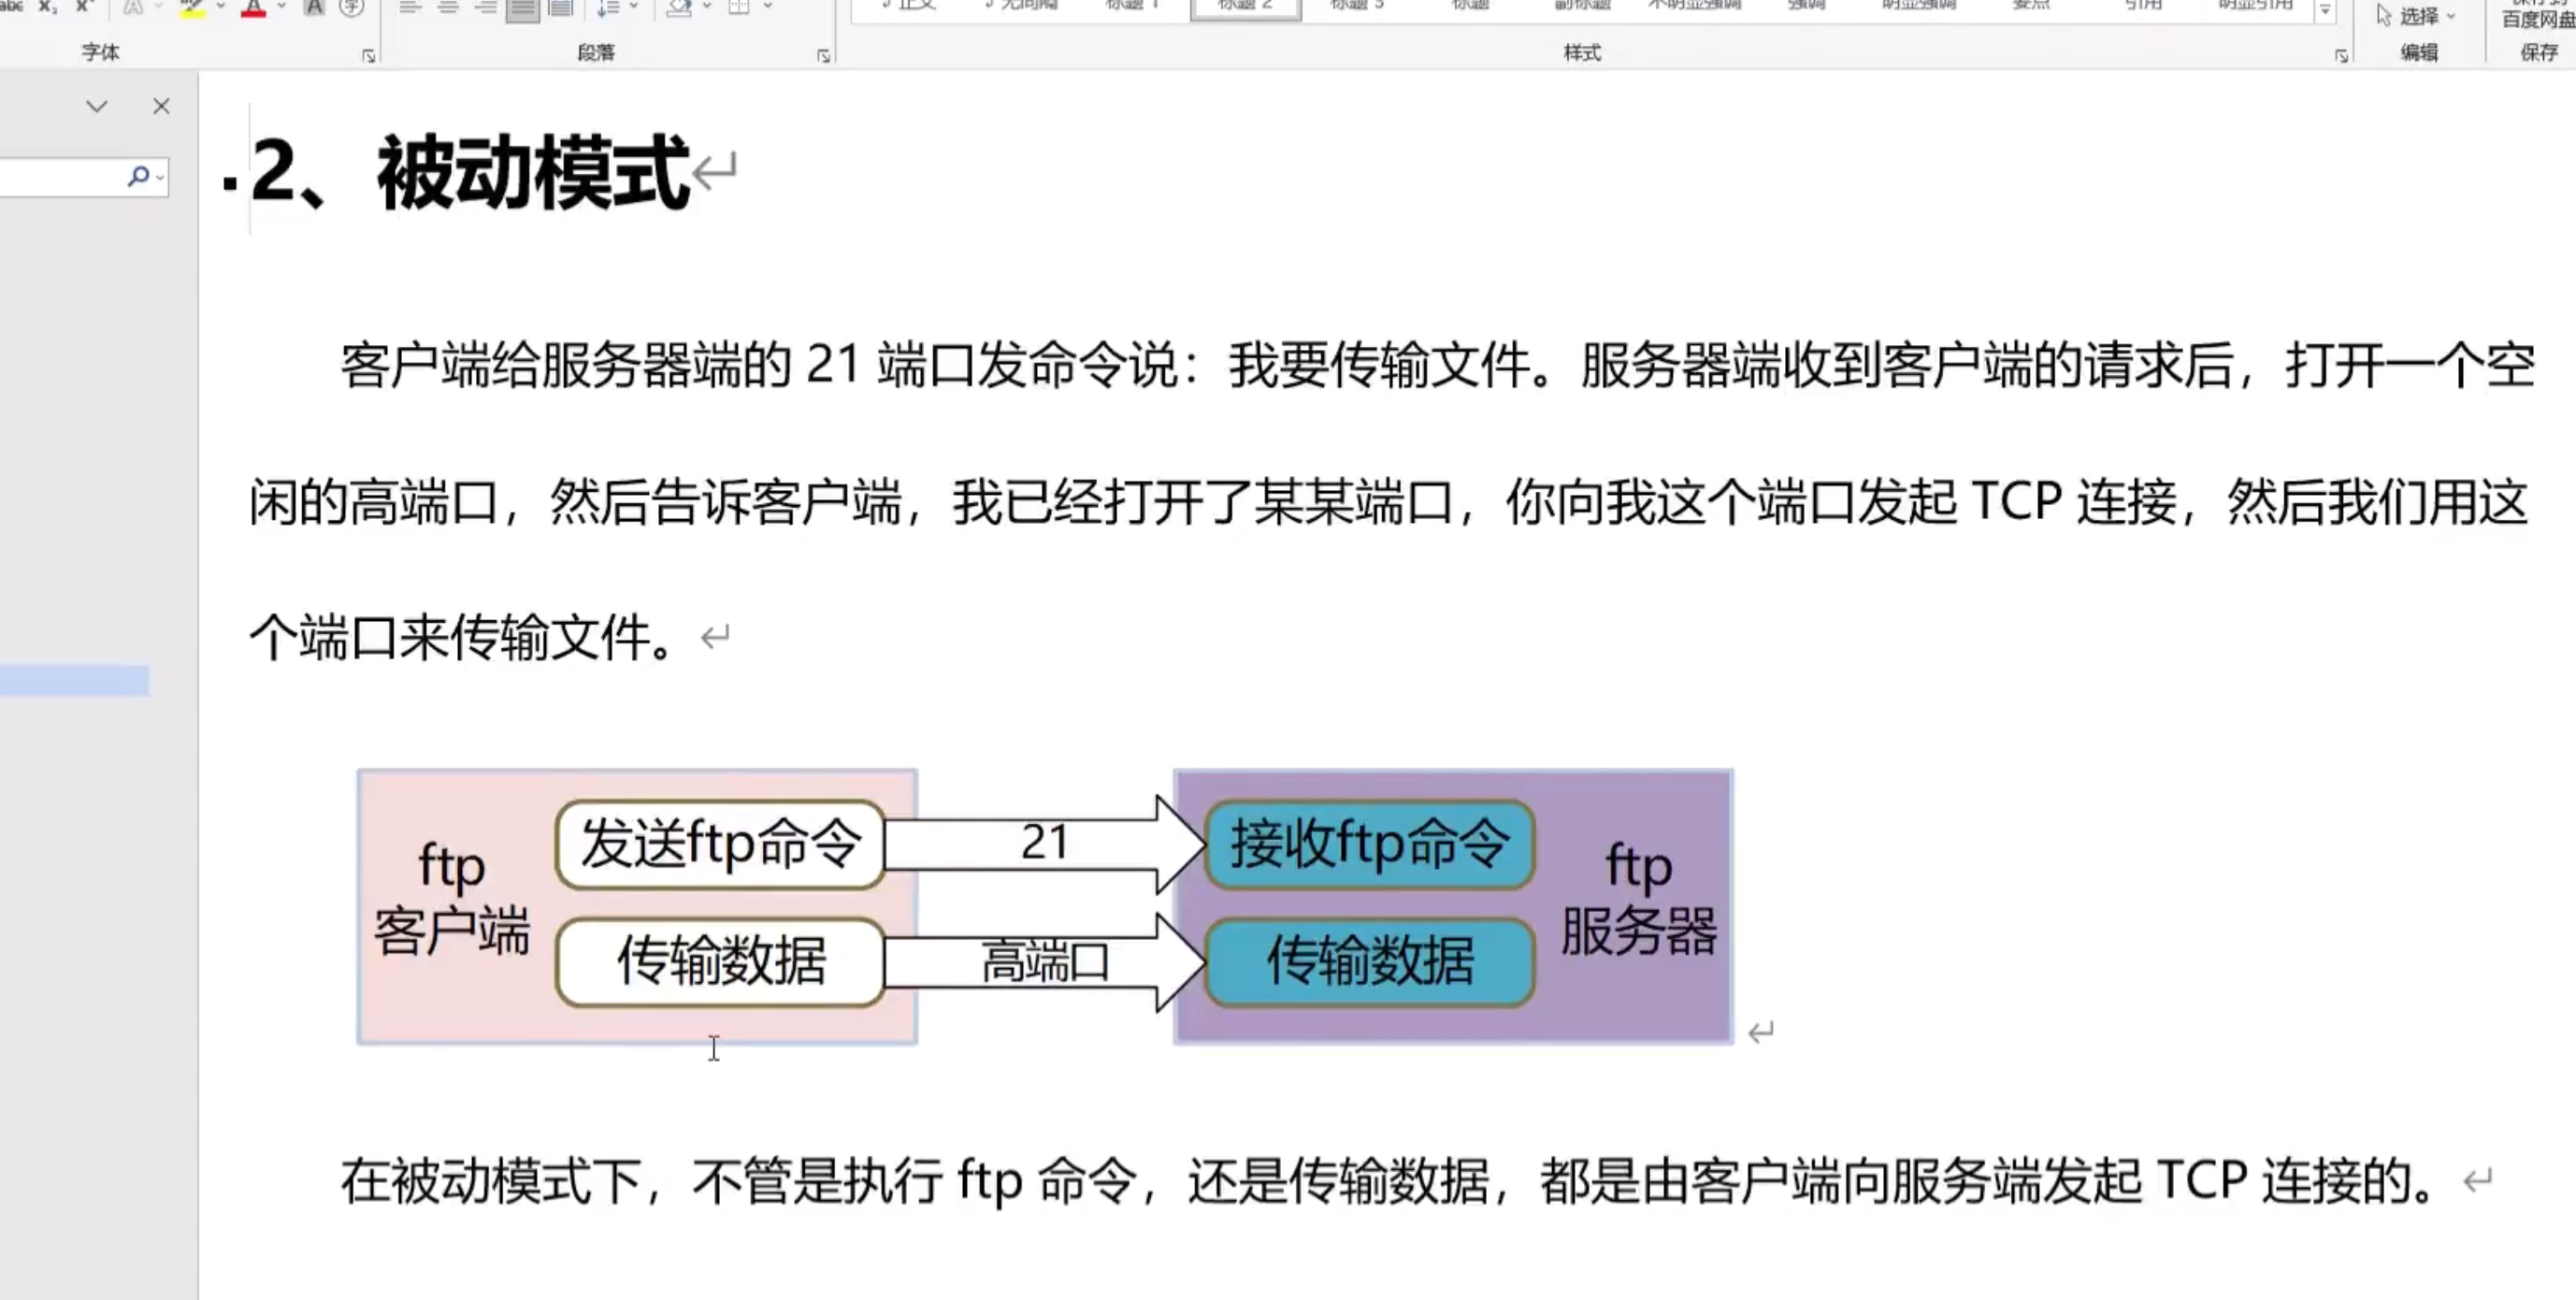 字体
段落
样式
选择
编辑
百度网盘
保存
2、被动模式
客户端给服务器端的 21 端口发命令说：我要传输文件。服务器端收到客户端的请求后，打开一个空
闲的高端口，然后告诉客户端，我已经打开了某某端口，你向我这个端口发起 TCP 连接，然后我们用这
个端口来传输文件。
ftp
客户端
发送ftp命令
21
接收ftp命令
传输数据
高端口
传输数据
ftp
服务器
在被动模式下，不管是执行 ftp 命令，还是传输数据，都是由客户端向服务端发起 TCP 连接的。